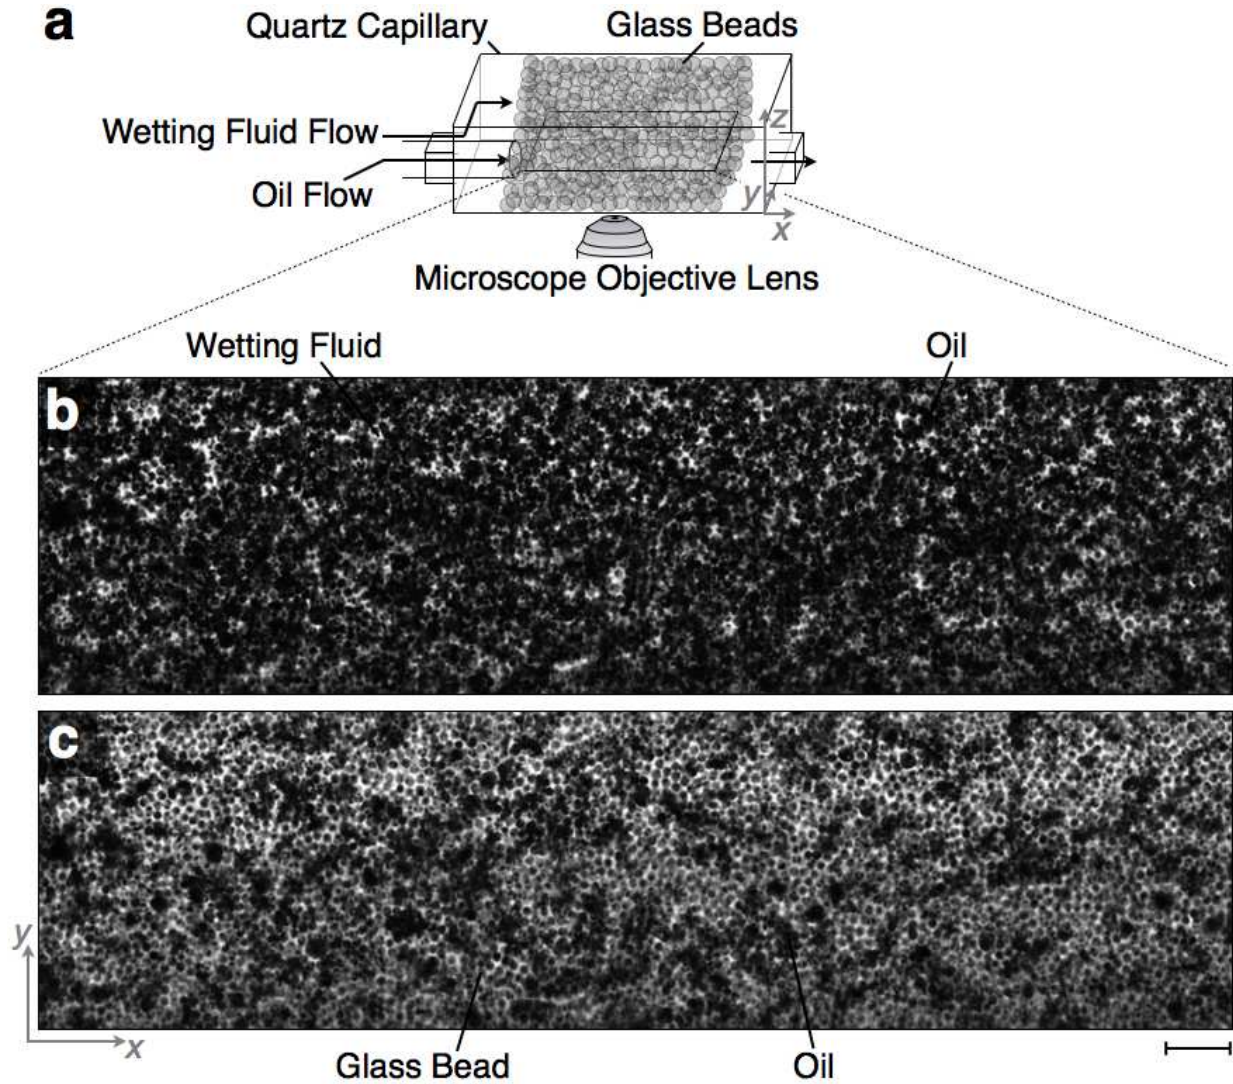 a
Quartz Capillary
Glass Beads
Wetting Fluid Flow
Oil Flow
z
y
x
Microscope Objective Lens
Wetting Fluid
Oil
b
c
y
x
Glass Bead
Oil